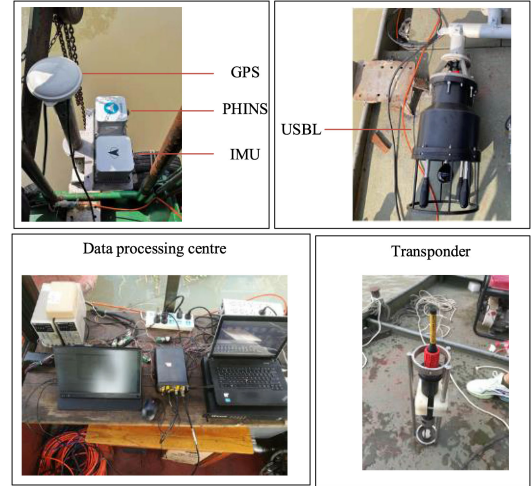 GPS
PHINS
IMU
USBL
Data processing centre
Transponder